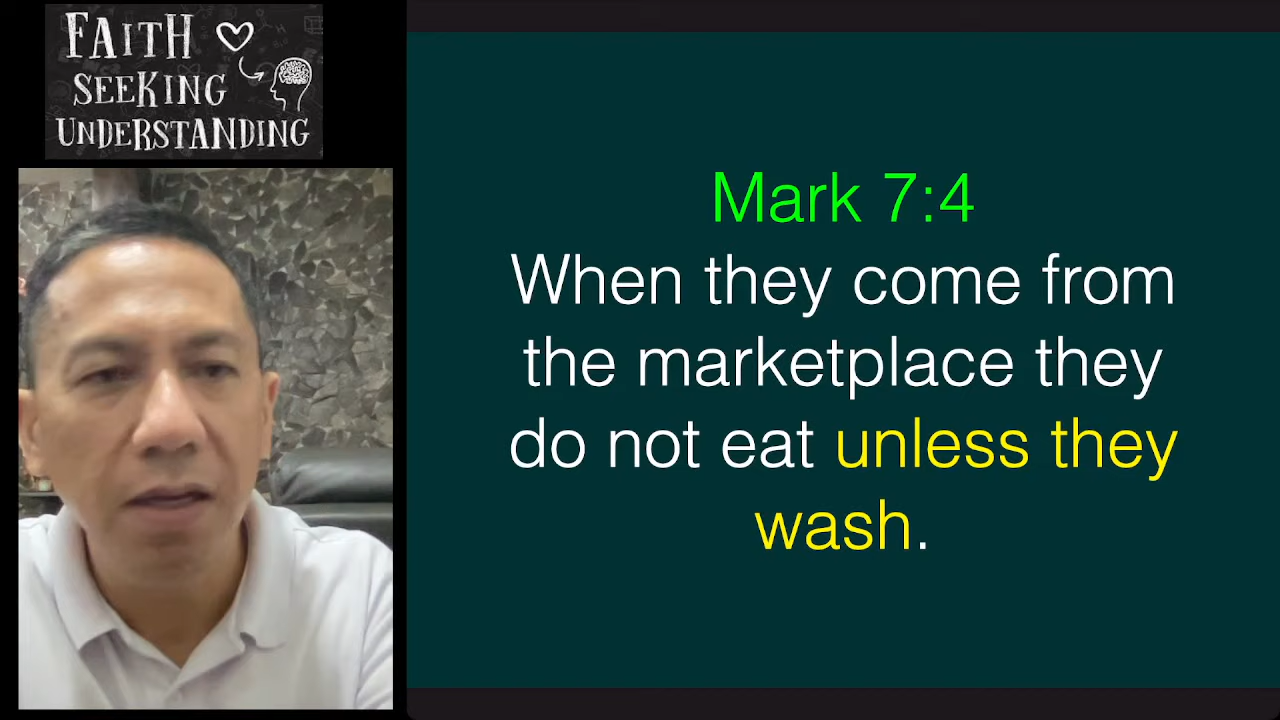 FAITH
SEEKING
UNDERSTANDING
Mark 7:4
When they come from
the marketplace they
do not eat unless they
wash.